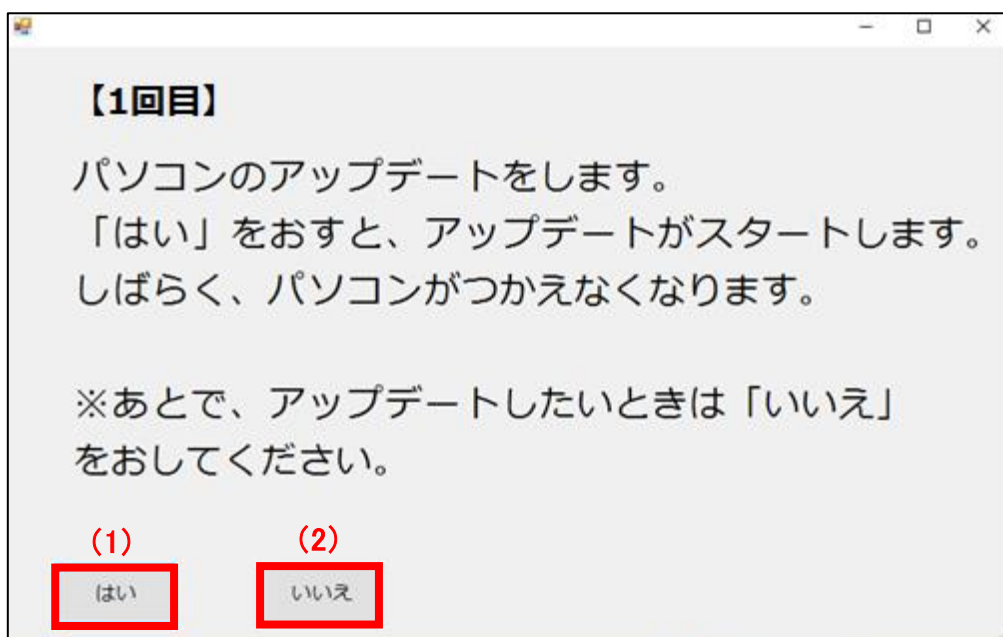 【1回目】
パソコンのアップデートをします。
「はい」をおすと、アップデートがスタートします。
しばらく、パソコンがつかえなくなります。
※あとで、アップデートしたいときは「いいえ」
をおしてください。
(1) (2)
はい いいえ